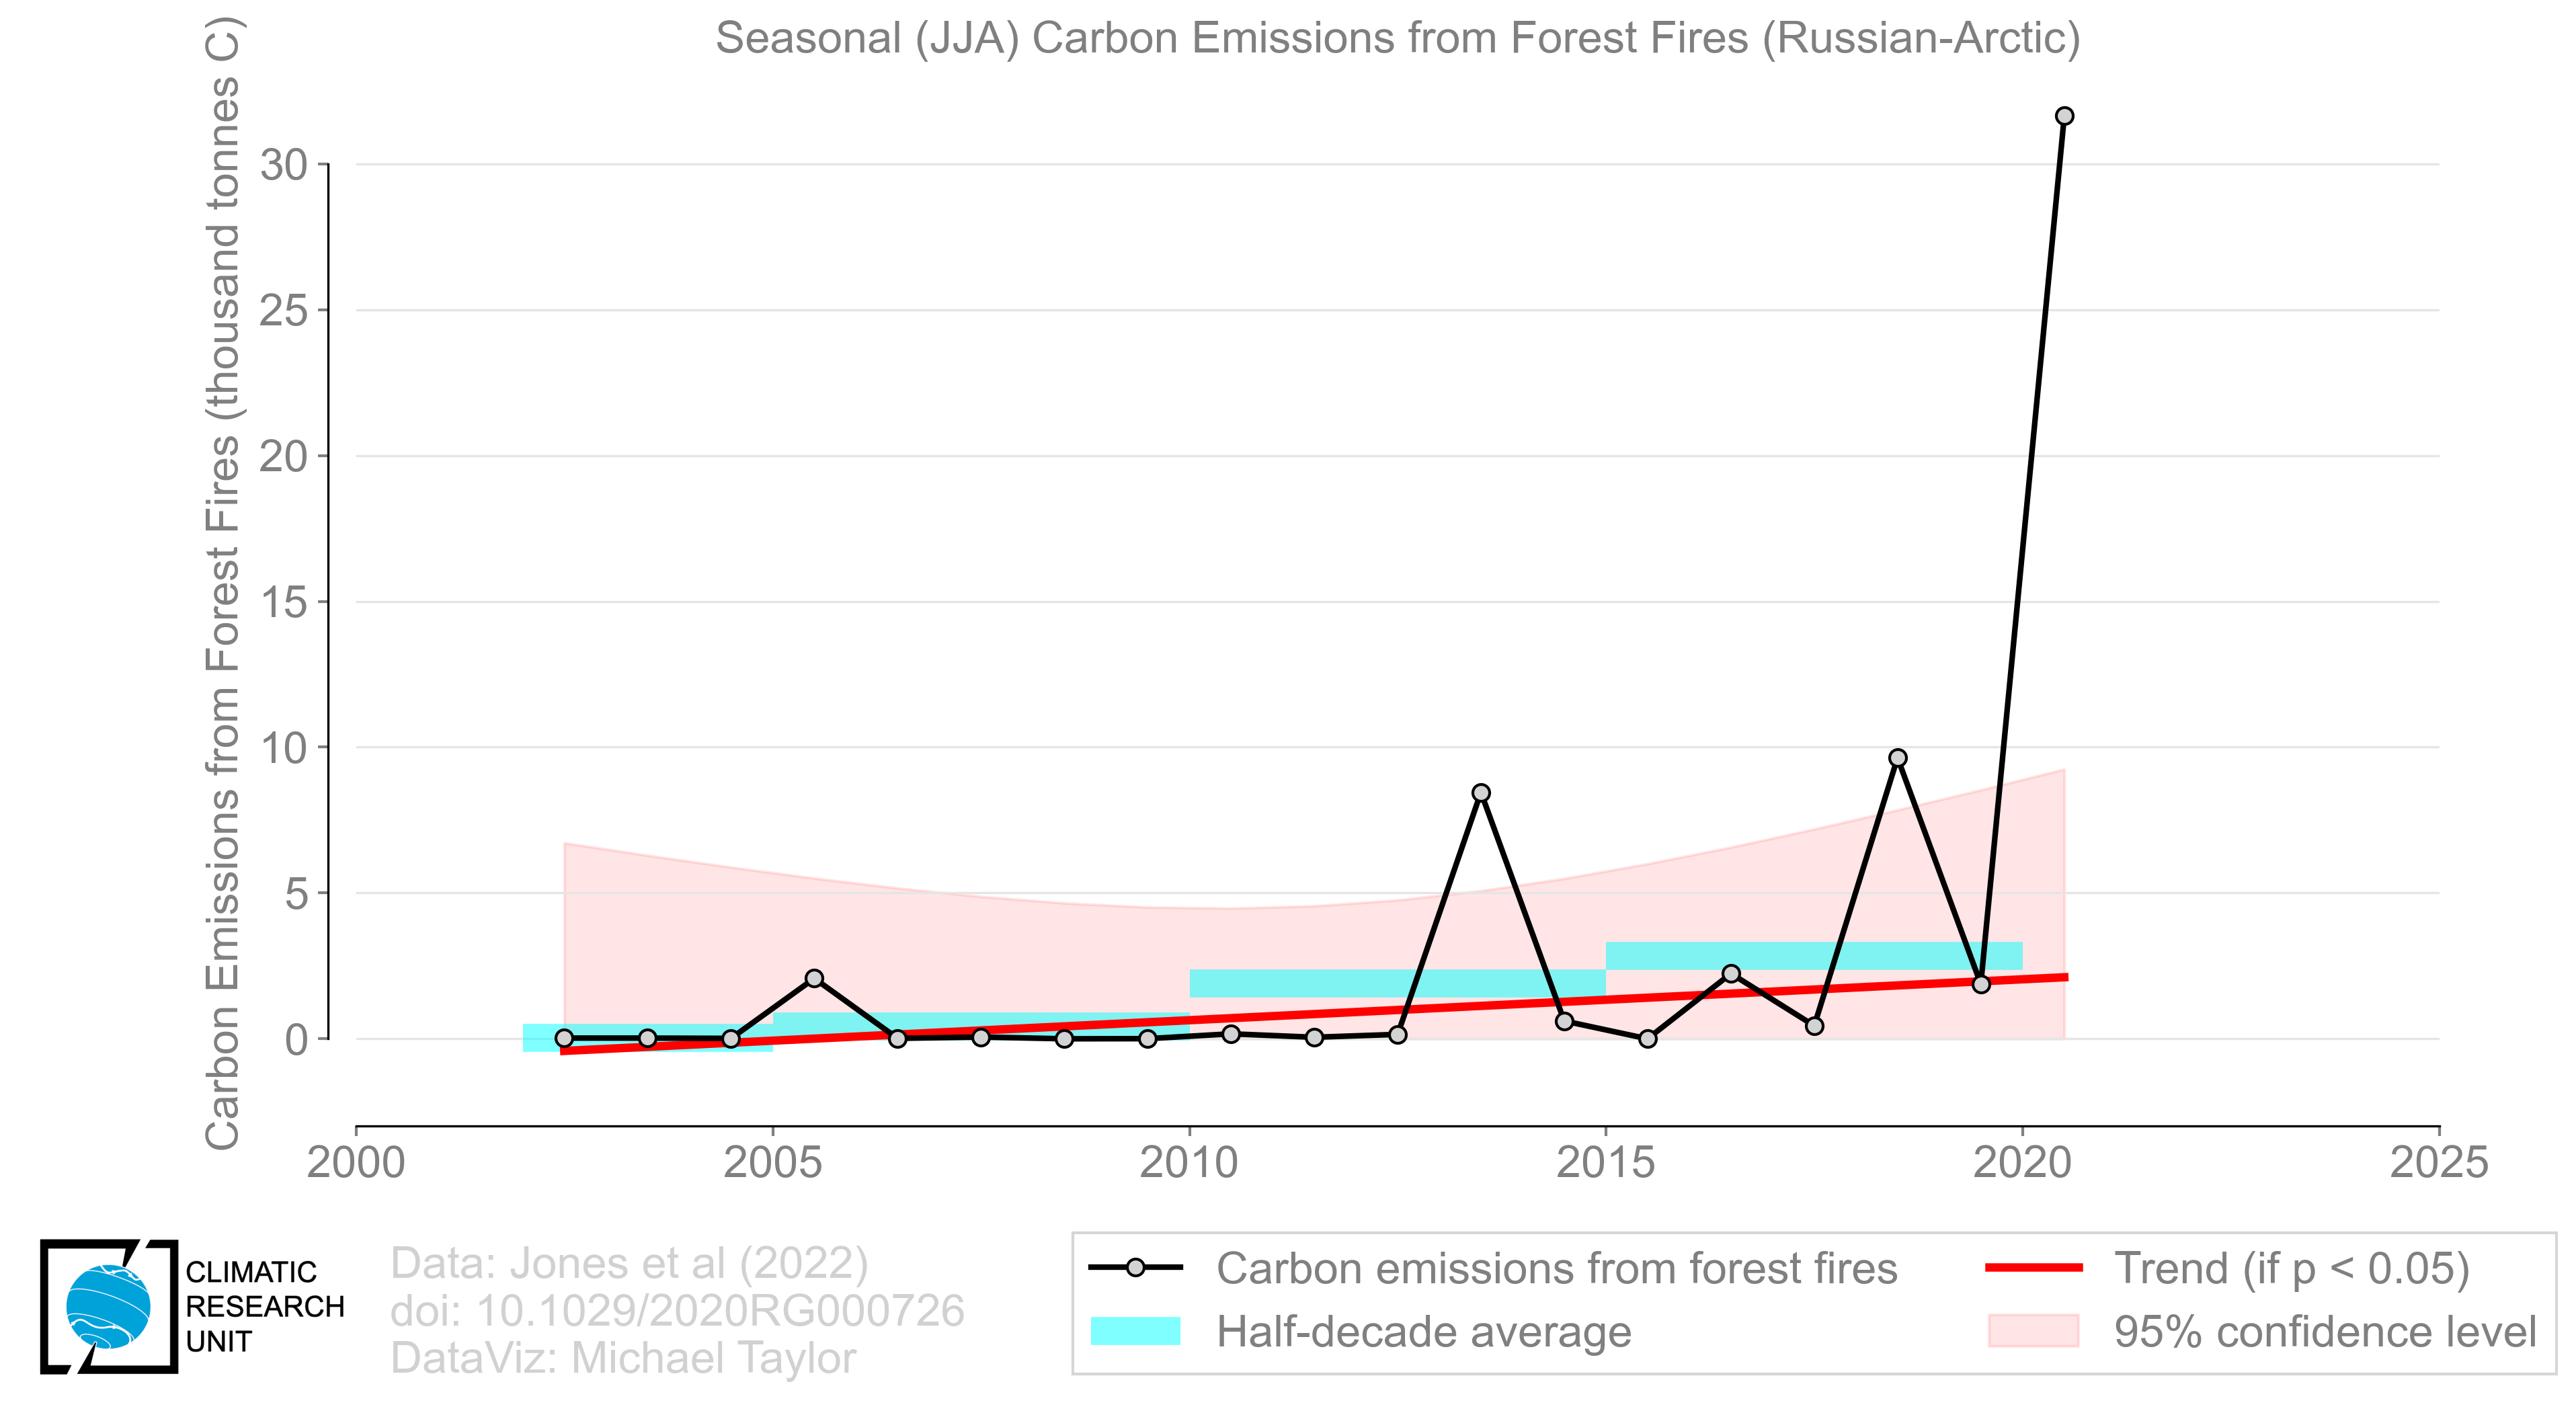 Seasonal (JJA) Carbon Emissions from Forest Fires (Russian-Arctic)
Carbon Emissions from Forest Fires (thousand tonnes C)
30
25
20
15
10
5
0
2000 2005 2010 2015 2020 2025
CLIMATIC
RESEARCH
UNIT
Data: Jones et al (2022)
doi: 10.1029/2020RG000726
DataViz: Michael Taylor
Carbon emissions from forest fires
Half-decade average
Trend (if p < 0.05)
95% confidence level